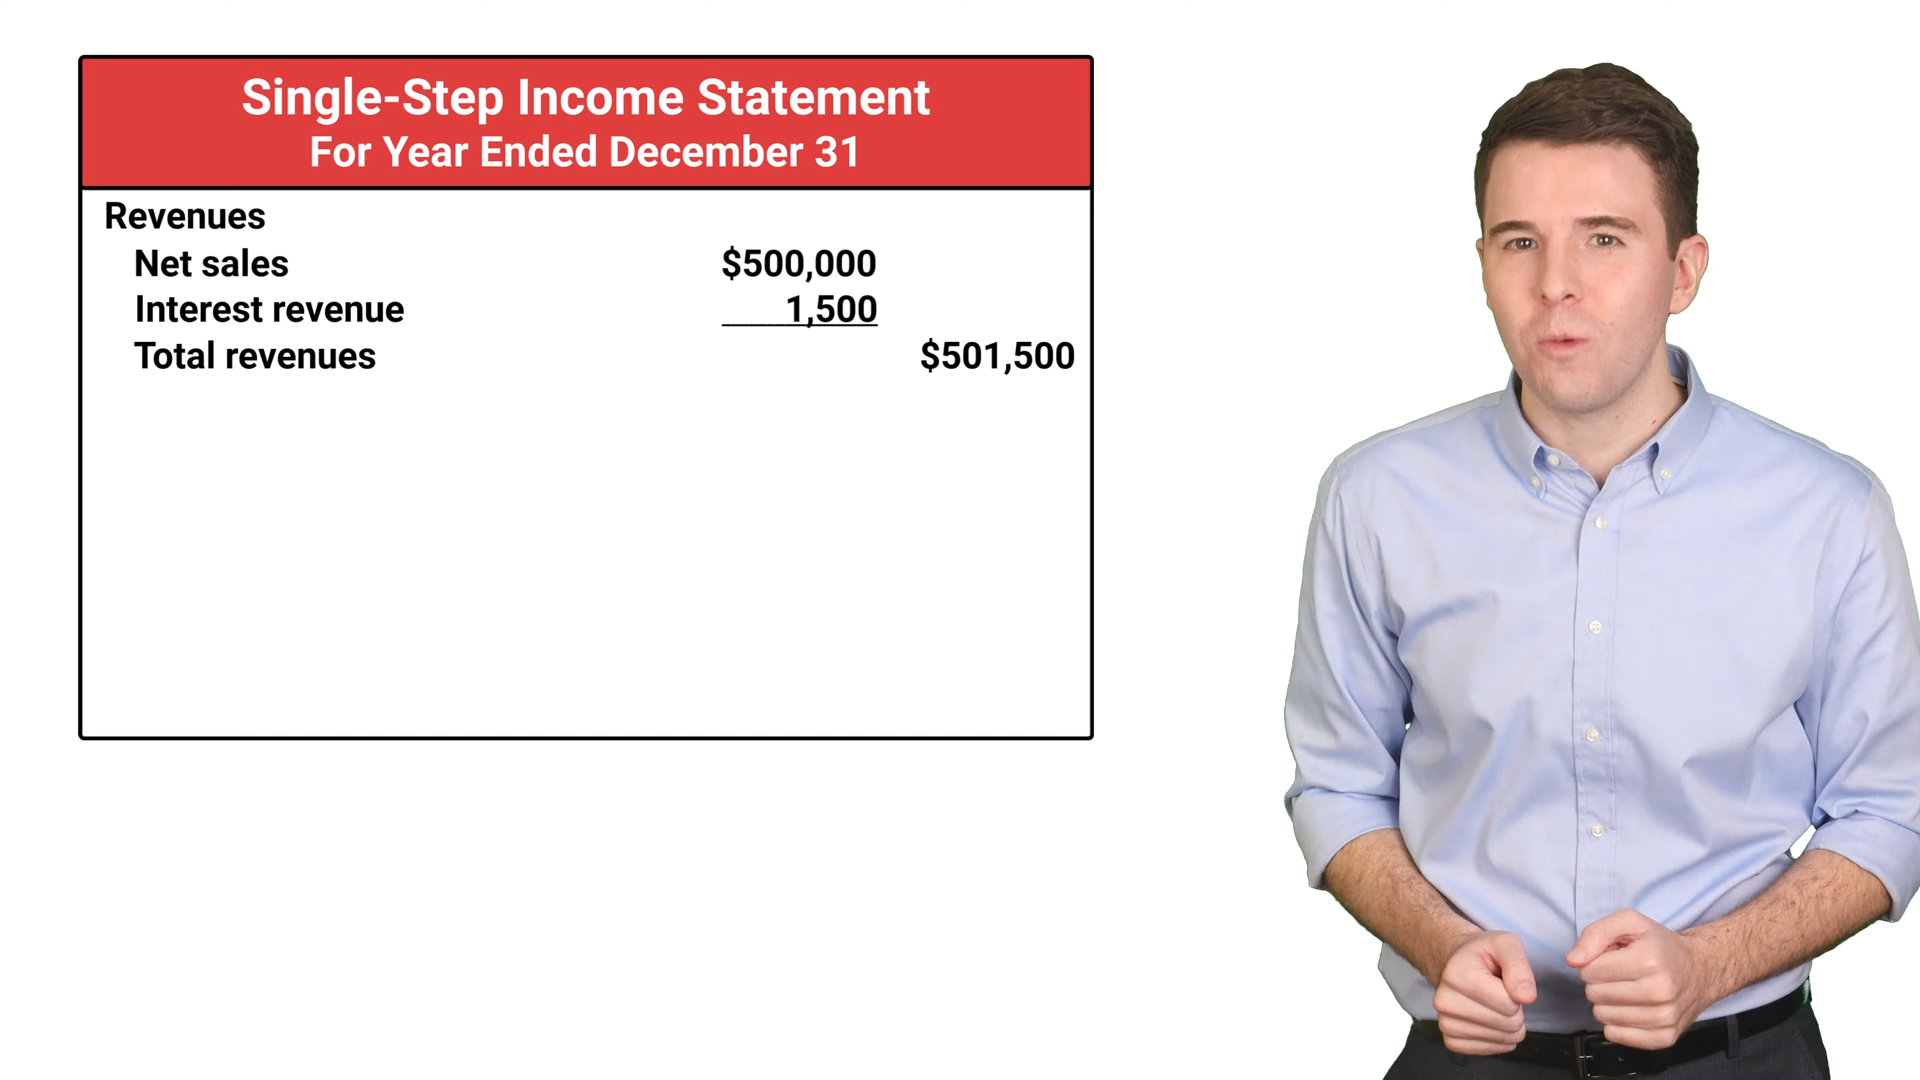 Single-Step Income Statement
For Year Ended December 31
Revenues
Net sales $500,000
Interest revenue 1,500
Total revenues $501,500